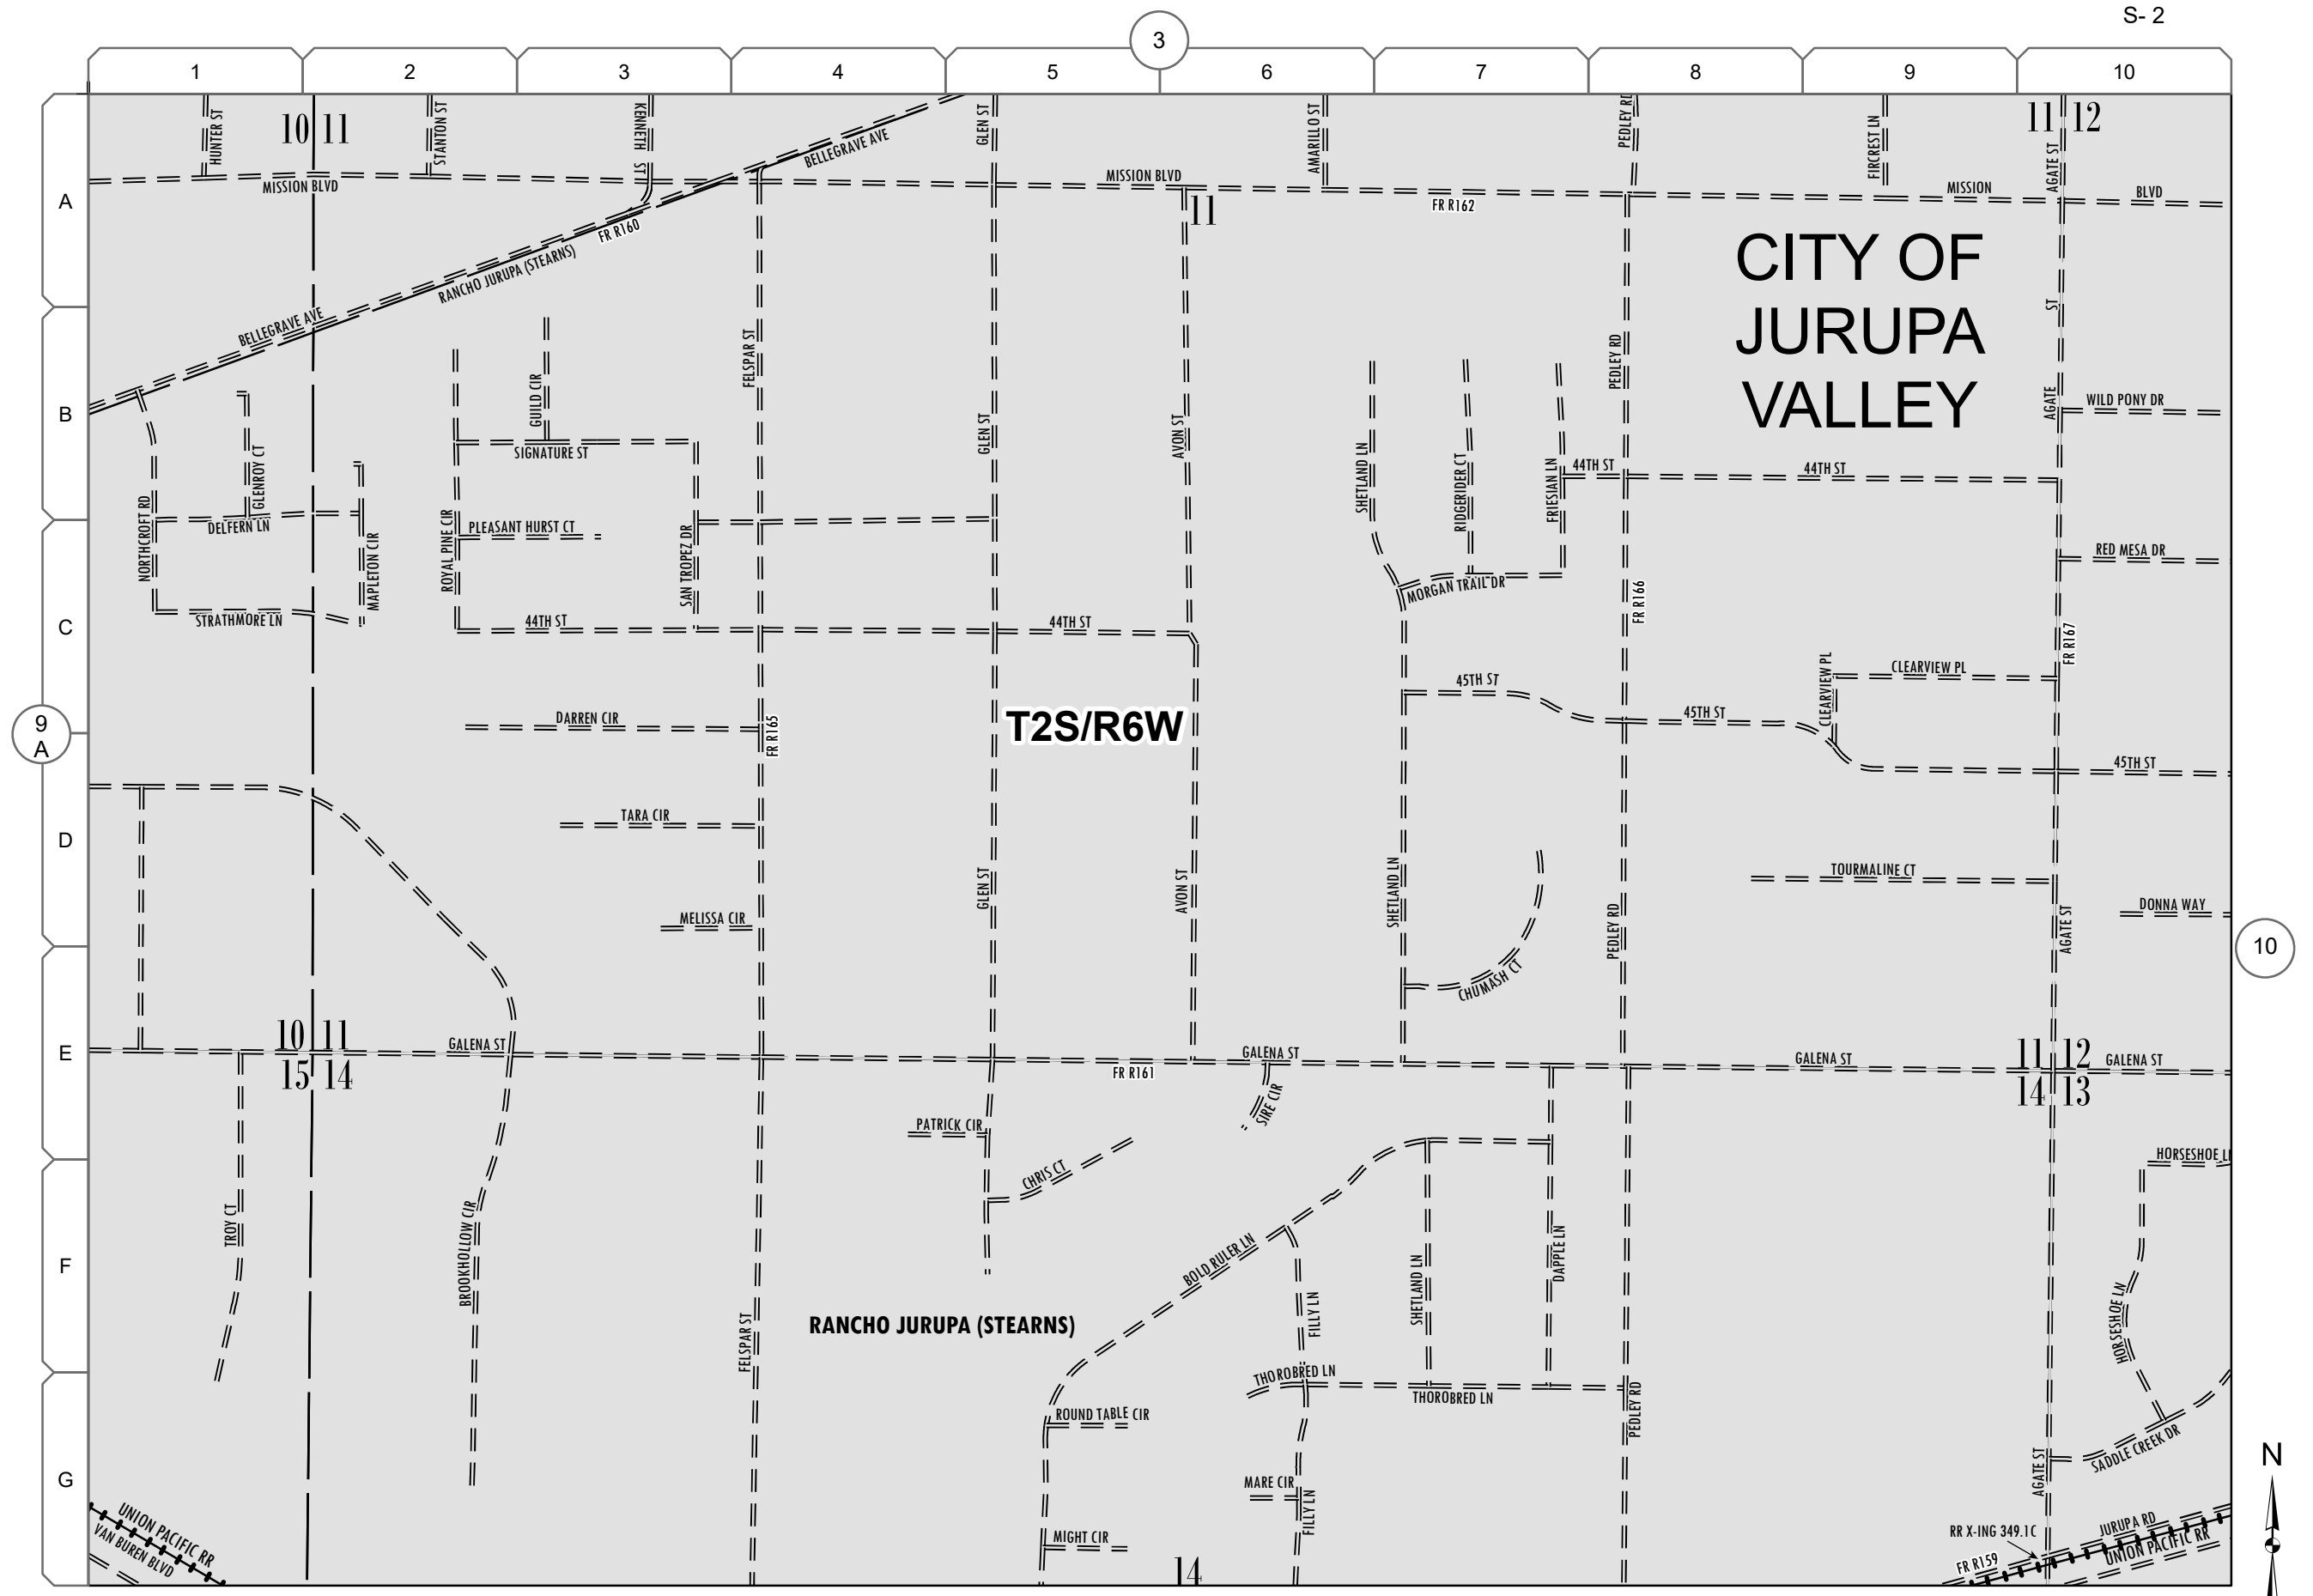 S- 2
3
1
2
3
4
5
6
7
8
9
10
A
B
C
D
E
F
G
9
A
10
HUNTER ST
10
11
STANTON ST
KENNETH ST
BELLEGRAVE AVE
GLEN ST
AMARILLO ST
PEDLEY RD
FIRCREST LN
11
12
AGATE ST
MISSION BLVD
MISSION BLVD
MISSION
BLVD
FR R162
11
FR R160
RANCHO JURUPA (STEARNS)
CITY OF
JURUPA
VALLEY
BELLEGRAVE AVE
FELSPAR ST
PEDLEY RD
ST
AGATE
WILD PONY DR
GUILD CIR
GLEN ST
AVON ST
SIGNATURE ST
GLENROY CT
SHETLAND LN
RIDGERIDER CT
FRIESIAN LN
44TH ST
44TH ST
NORTHCROFT RD
DELFERN LN
MAPLETON CIR
ROYAL PINE CIR
PLEASANT HURST CT
SAN TROPEZ DR
RED MESA DR
MORGAN TRAIL DR
FR R166
STRATHMORE LN
44TH ST
44TH ST
FR R167
CLEARVIEW PL
CLEARVIEW PL
45TH ST
45TH ST
DARREN CIR
FR R165
T2S/R6W
45TH ST
TARA CIR
TOURMALINE CT
GLEN ST
AVON ST
SHETLAND LN
PEDLEY RD
AGATE ST
DONNA WAY
MELISSA CIR
CHUMASH CT
10
11
15
14
GALENA ST
GALENA ST
GALENA ST
GALENA ST
FR R161
11
12
14
13
SIRE CIR
PATRICK CIR
CHRIS CT
HORSESHOE L
TROY CT
BROOKHOLLOW CIR
BOLD RULER LN
SHETLAND LN
DAPPLE LN
FILLY LN
HORSESHOE LN
FELSPAR ST
RANCHO JURUPA (STEARNS)
THOROBRED LN
THOROBRED LN
PEDLEY RD
ROUND TABLE CIR
SADDLE CREEK DR
AGATE ST
MARE CIR
FILLY LN
MIGHT CIR
14
UNION PACIFIC RR
VAN BUREN BLVD
RR X-ING 349.1C
JURUPA RD
UNION PACIFIC RR
FR R159
N